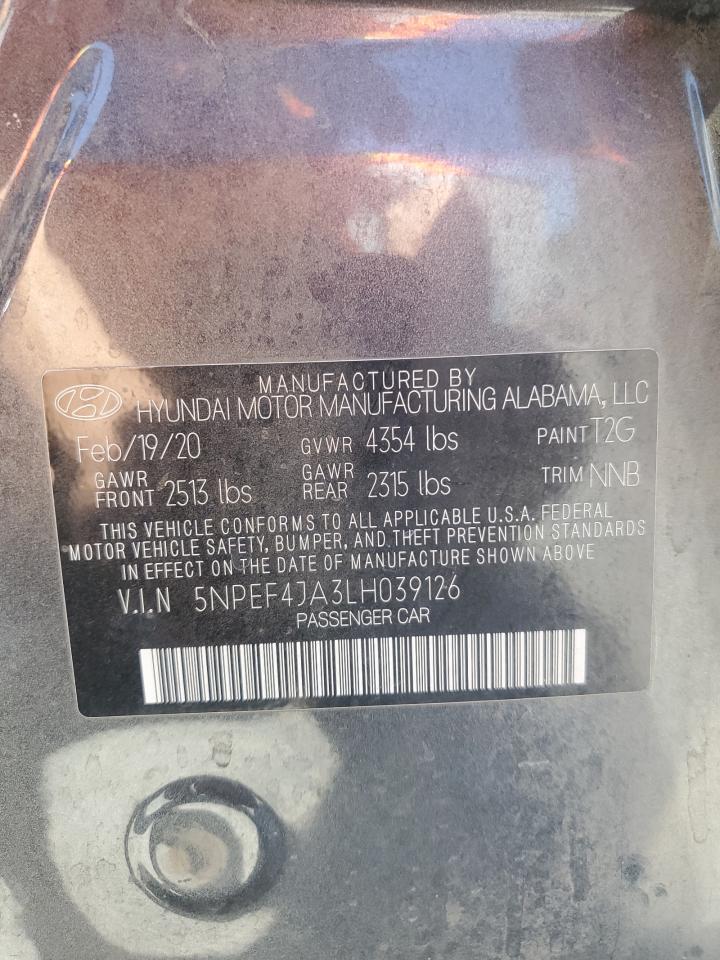 MANUFACTURED BY
HYUNDAI MOTOR MANUFACTURING ALABAMA, LLC
Feb/19/20 GVWR 4354 lbs PAINT T2G
GAWR FRONT 2513 lbs GAWR REAR 2315 lbs TRIM NNB
THIS VEHICLE CONFORMS TO ALL APPLICABLE U.S.A. FEDERAL
MOTOR VEHICLE SAFETY, BUMPER, AND THEFT PREVENTION STANDARDS
IN EFFECT ON THE DATE OF MANUFACTURE SHOWN ABOVE
V.I.N 5NPEF4JA3LH039126
PASSENGER CAR